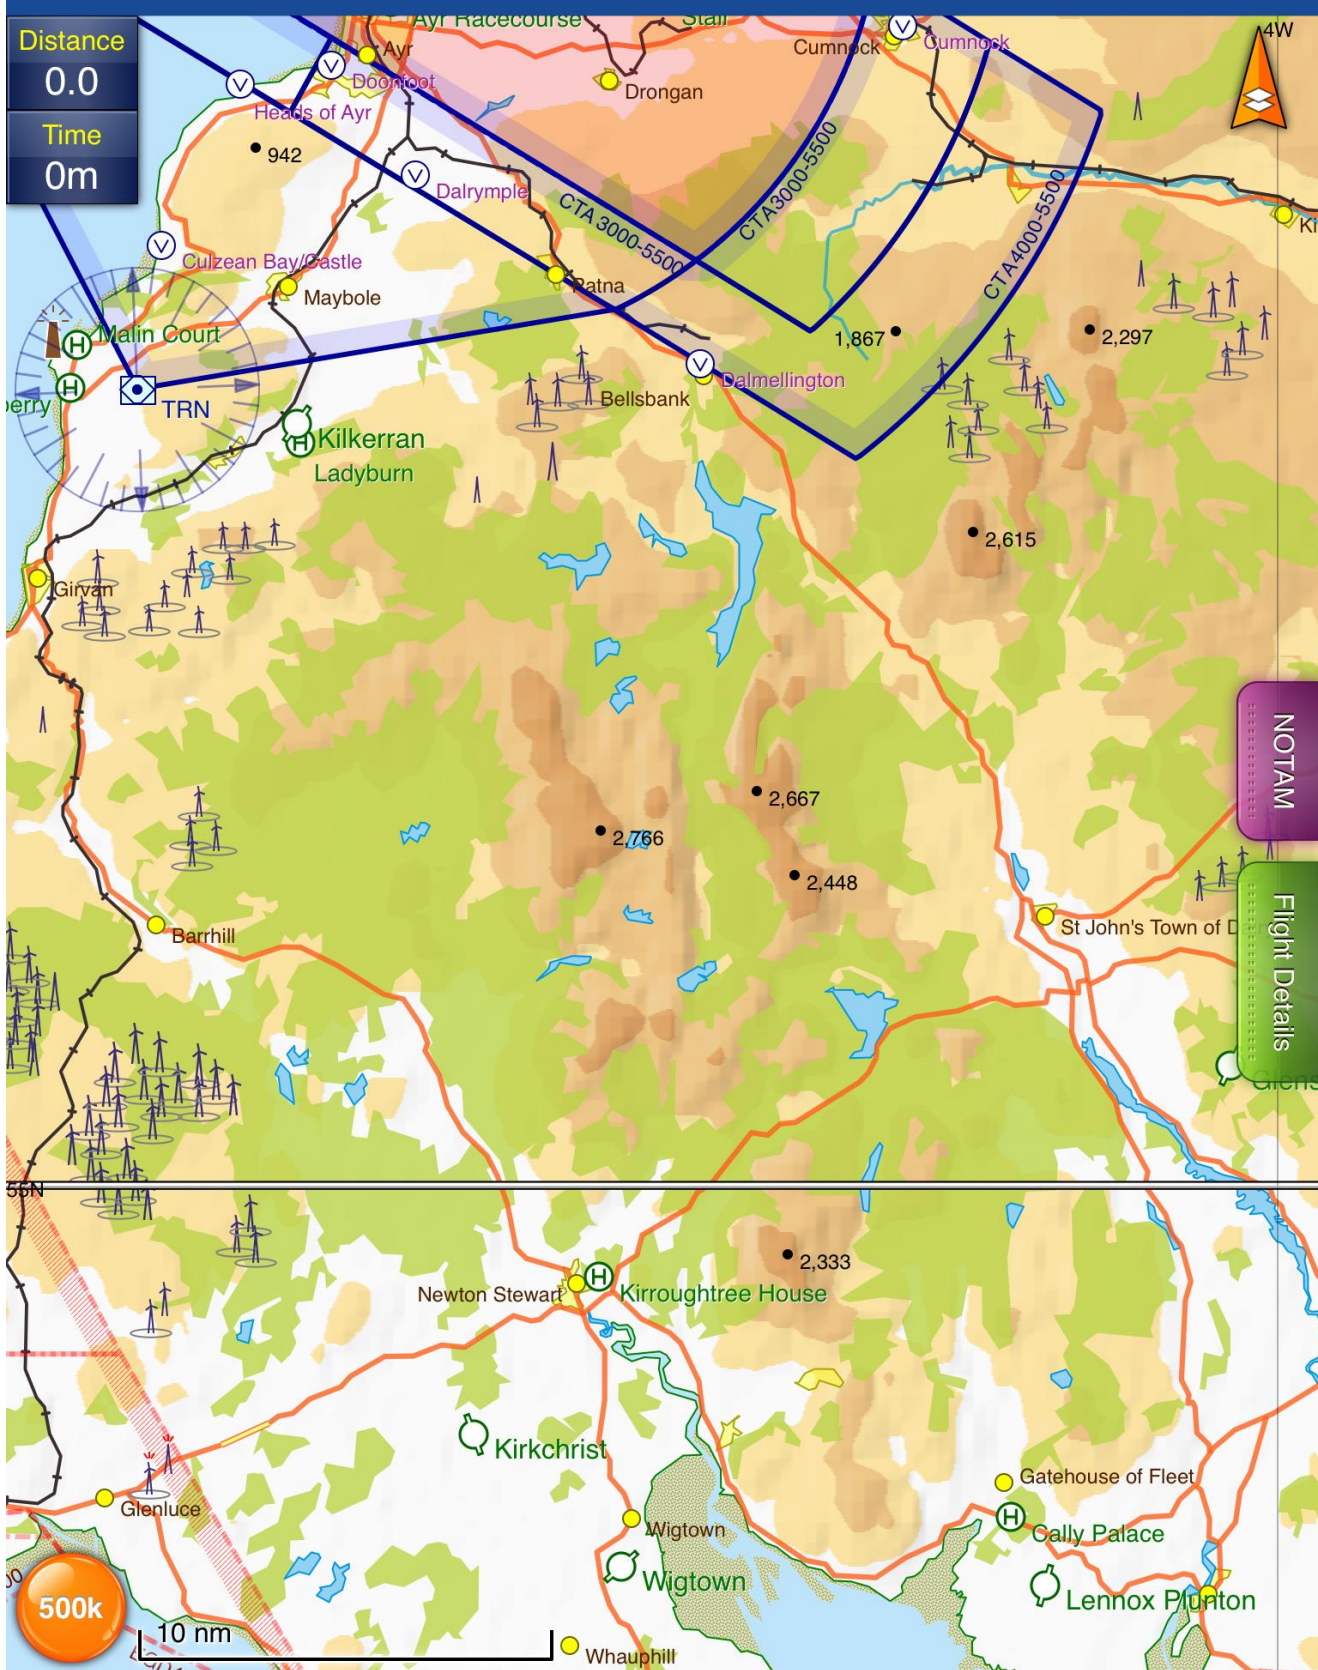 Distance
0.0
Time
0m
Ayr Racecourse
Stair
4W
Ayr
Doonfoot
Heads of Ayr
Cumnock
Cumnock
Drongan
942
Dalrymple
CTA3000-5500
CTA3000-5500
CTA4000-5500
Culzean Bay/Castle
Maybole
Patna
Malin Court
1,867
2,297
Dalmellington
Bellsbank
TRN
Kilkerran
Ladyburn
2,615
Girvan
NOTAM
2,667
2,766
2,448
Barrhill
St John's Town of D
Flight Details
Glens
55N
2,333
Newton Stewart
Kirroughtree House
Kirkchrist
Gatehouse of Fleet
Glenluce
Wigtown
Cally Palace
Wigtown
Lennox Plunton
500k
10 nm
Whauphill